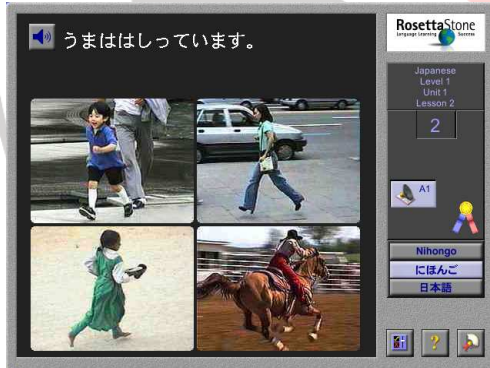 うまははしっています。
RosettaStone
Language Learning Success
Japanese
Level 1
Unit 1
Lesson 2
2
A1
Nihongo
にほんご
日本語
?